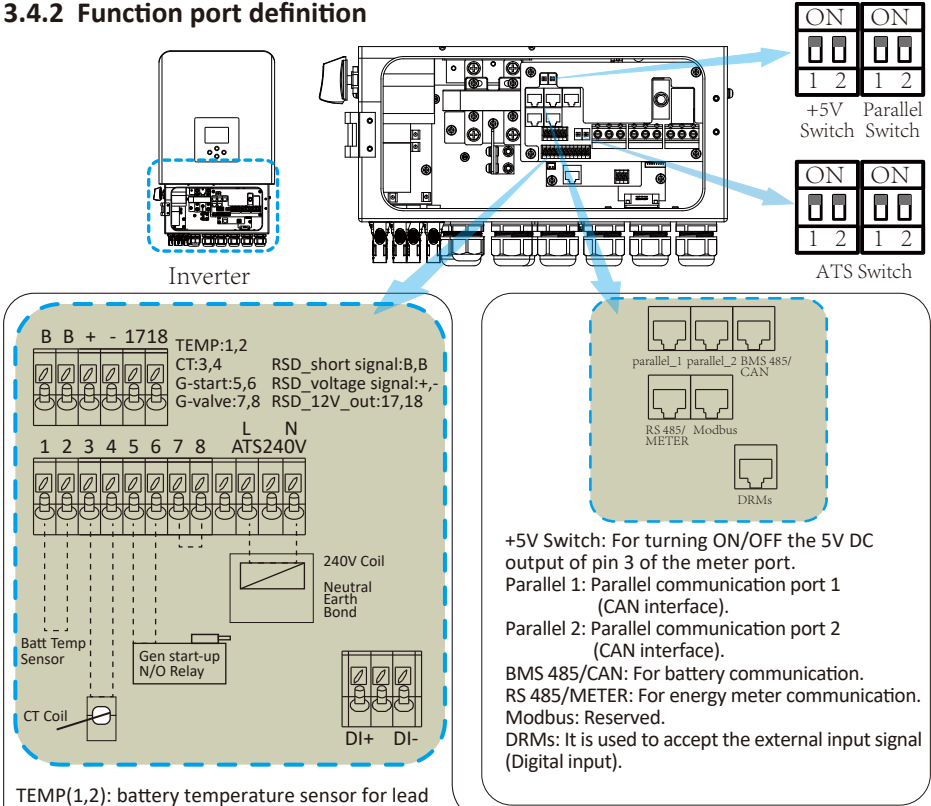 3.4.2 Function port definition
ON ON
1 2 1 2
+5V Parallel
Switch Switch
ON ON
1 2 1 2
ATS Switch
Inverter
B B + - 1718
TEMP:1,2
CT:3,4 RSD_short signal:B,B
G-start:5,6 RSD_voltage signal:+,-
G-valve:7,8 RSD_12V_out:17,18
L N
1 2 3 4 5 6 7 8 ATS240V
240V Coil
Neutral
Earth
Bond
Batt Temp
Sensor
Gen start-up
N/O Relay
CT Coil
DI+ DI-
TEMP(1,2): battery temperature sensor for lead
parallel_1 parallel_2 BMS 485/
CAN
RS 485/ Modbus
METER
DRMs
+5V Switch: For turning ON/OFF the 5V DC
output of pin 3 of the meter port.
Parallel 1: Parallel communication port 1
(CAN interface).
Parallel 2: Parallel communication port 2
(CAN interface).
BMS 485/CAN: For battery communication.
RS 485/METER: For energy meter communication.
Modbus: Reserved.
DRMs: It is used to accept the external input signal
(Digital input).